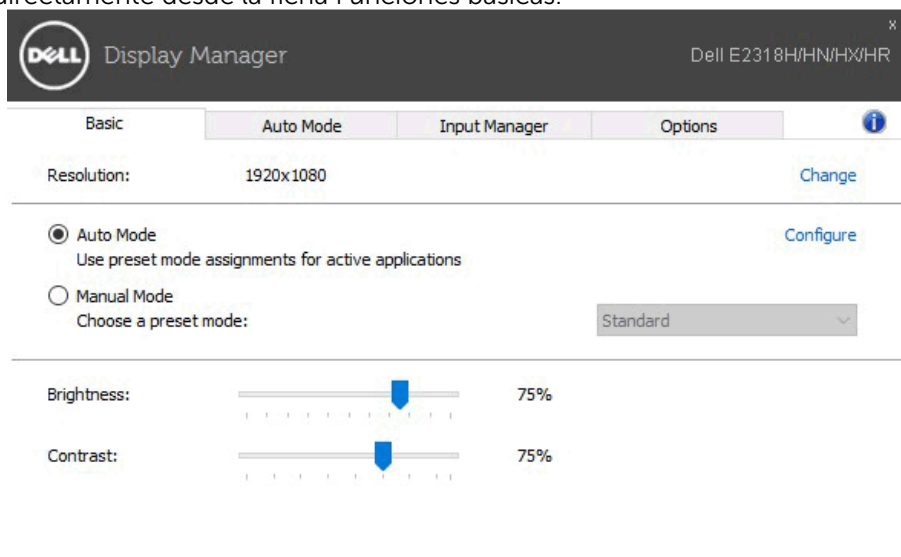 directamente desde la ficha Funciones básicas.
x
DELL Display Manager Dell E2318H/HN/HX/HR
Basic Auto Mode Input Manager Options i
Resolution: 1920x1080 Change
Auto Mode Configure
Use preset mode assignments for active applications
Manual Mode
Choose a preset mode: Standard
Brightness: 75%
Contrast: 75%